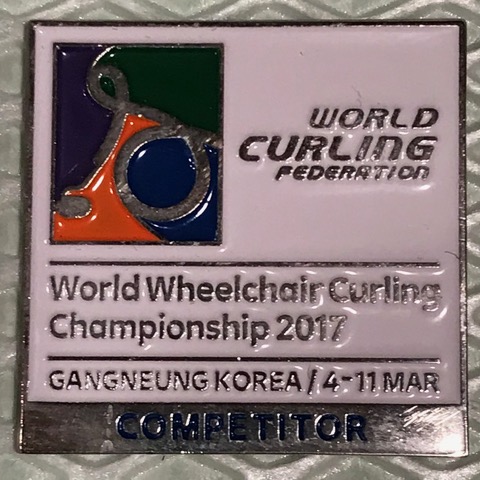 WORLD
CURLING
FEDERATION
World Wheelchair Curling
Championship 2017
GANGNEUNG KOREA / 4-11 MAR
COMPETITOR